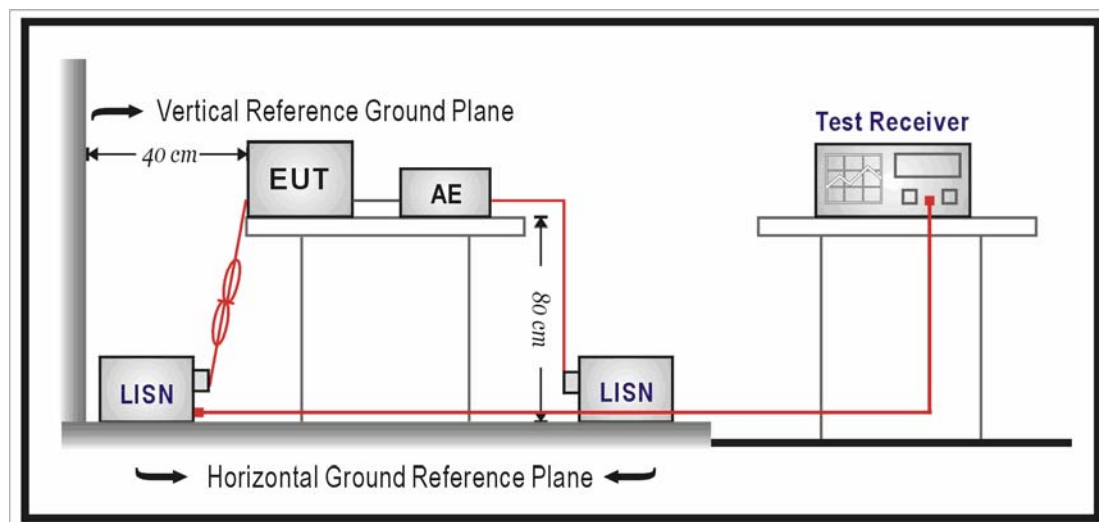 Vertical Reference Ground Plane
Test Receiver
40 cm
EUT
AE
80 cm
LISN
LISN
Horizontal Ground Reference Plane